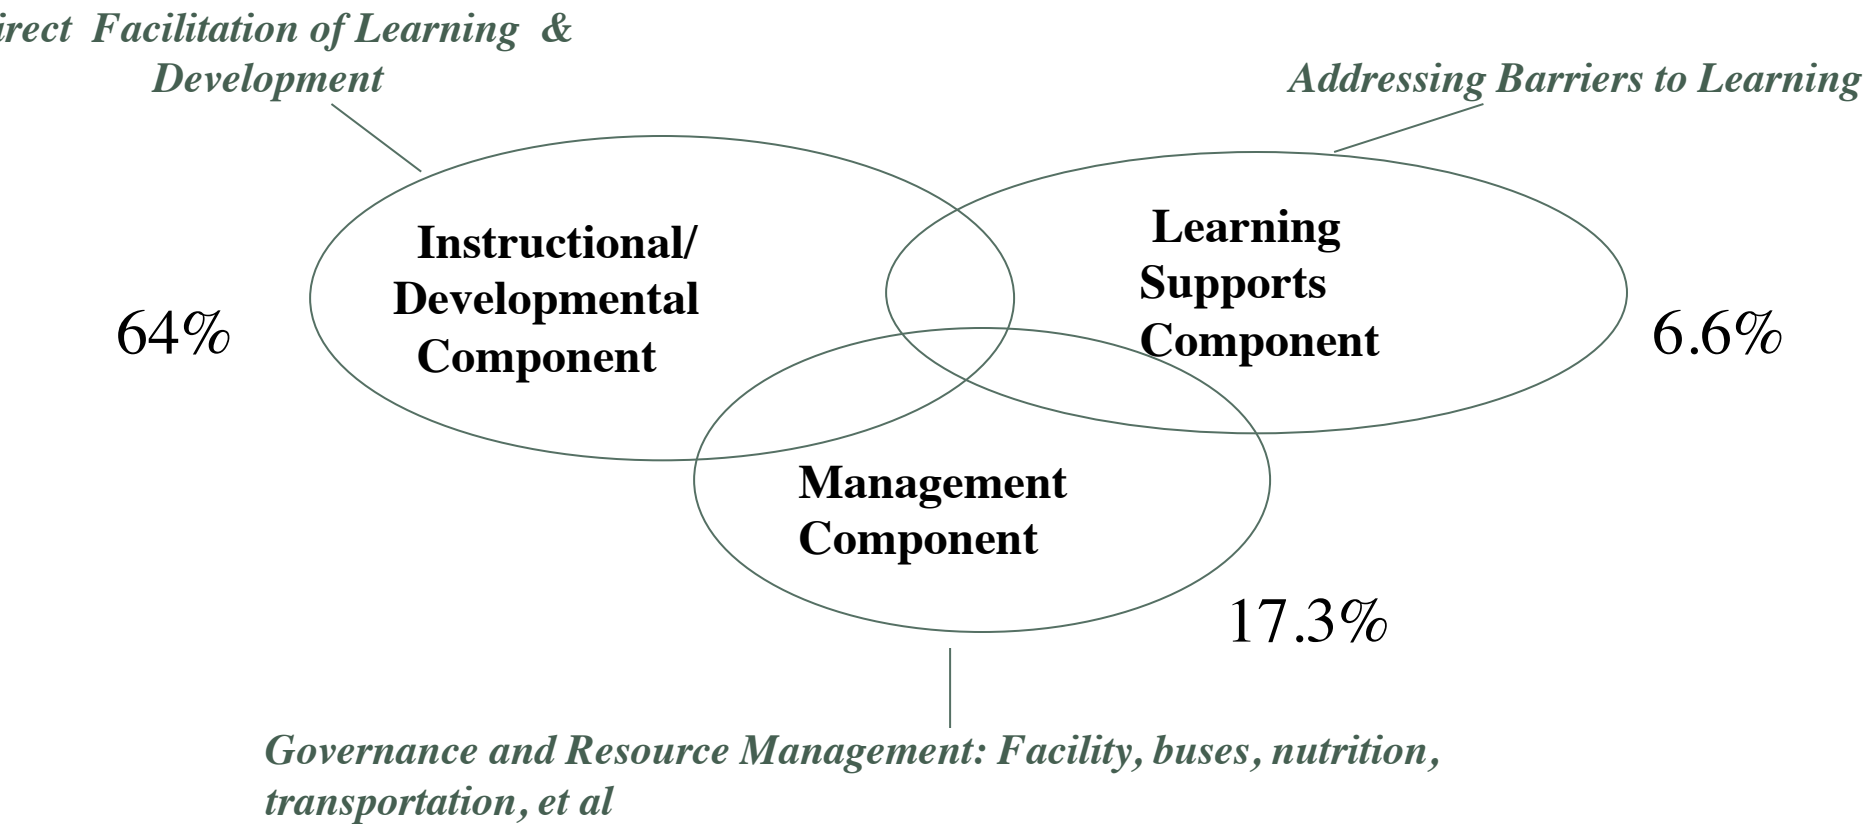 irect Facilitation of Learning &
Development
Addressing Barriers to Learning
Instructional/
Developmental
Component
Learning
Supports
Component
64%
6.6%
Management
Component
17.3%
Governance and Resource Management: Facility, buses, nutrition,
transportation, et al